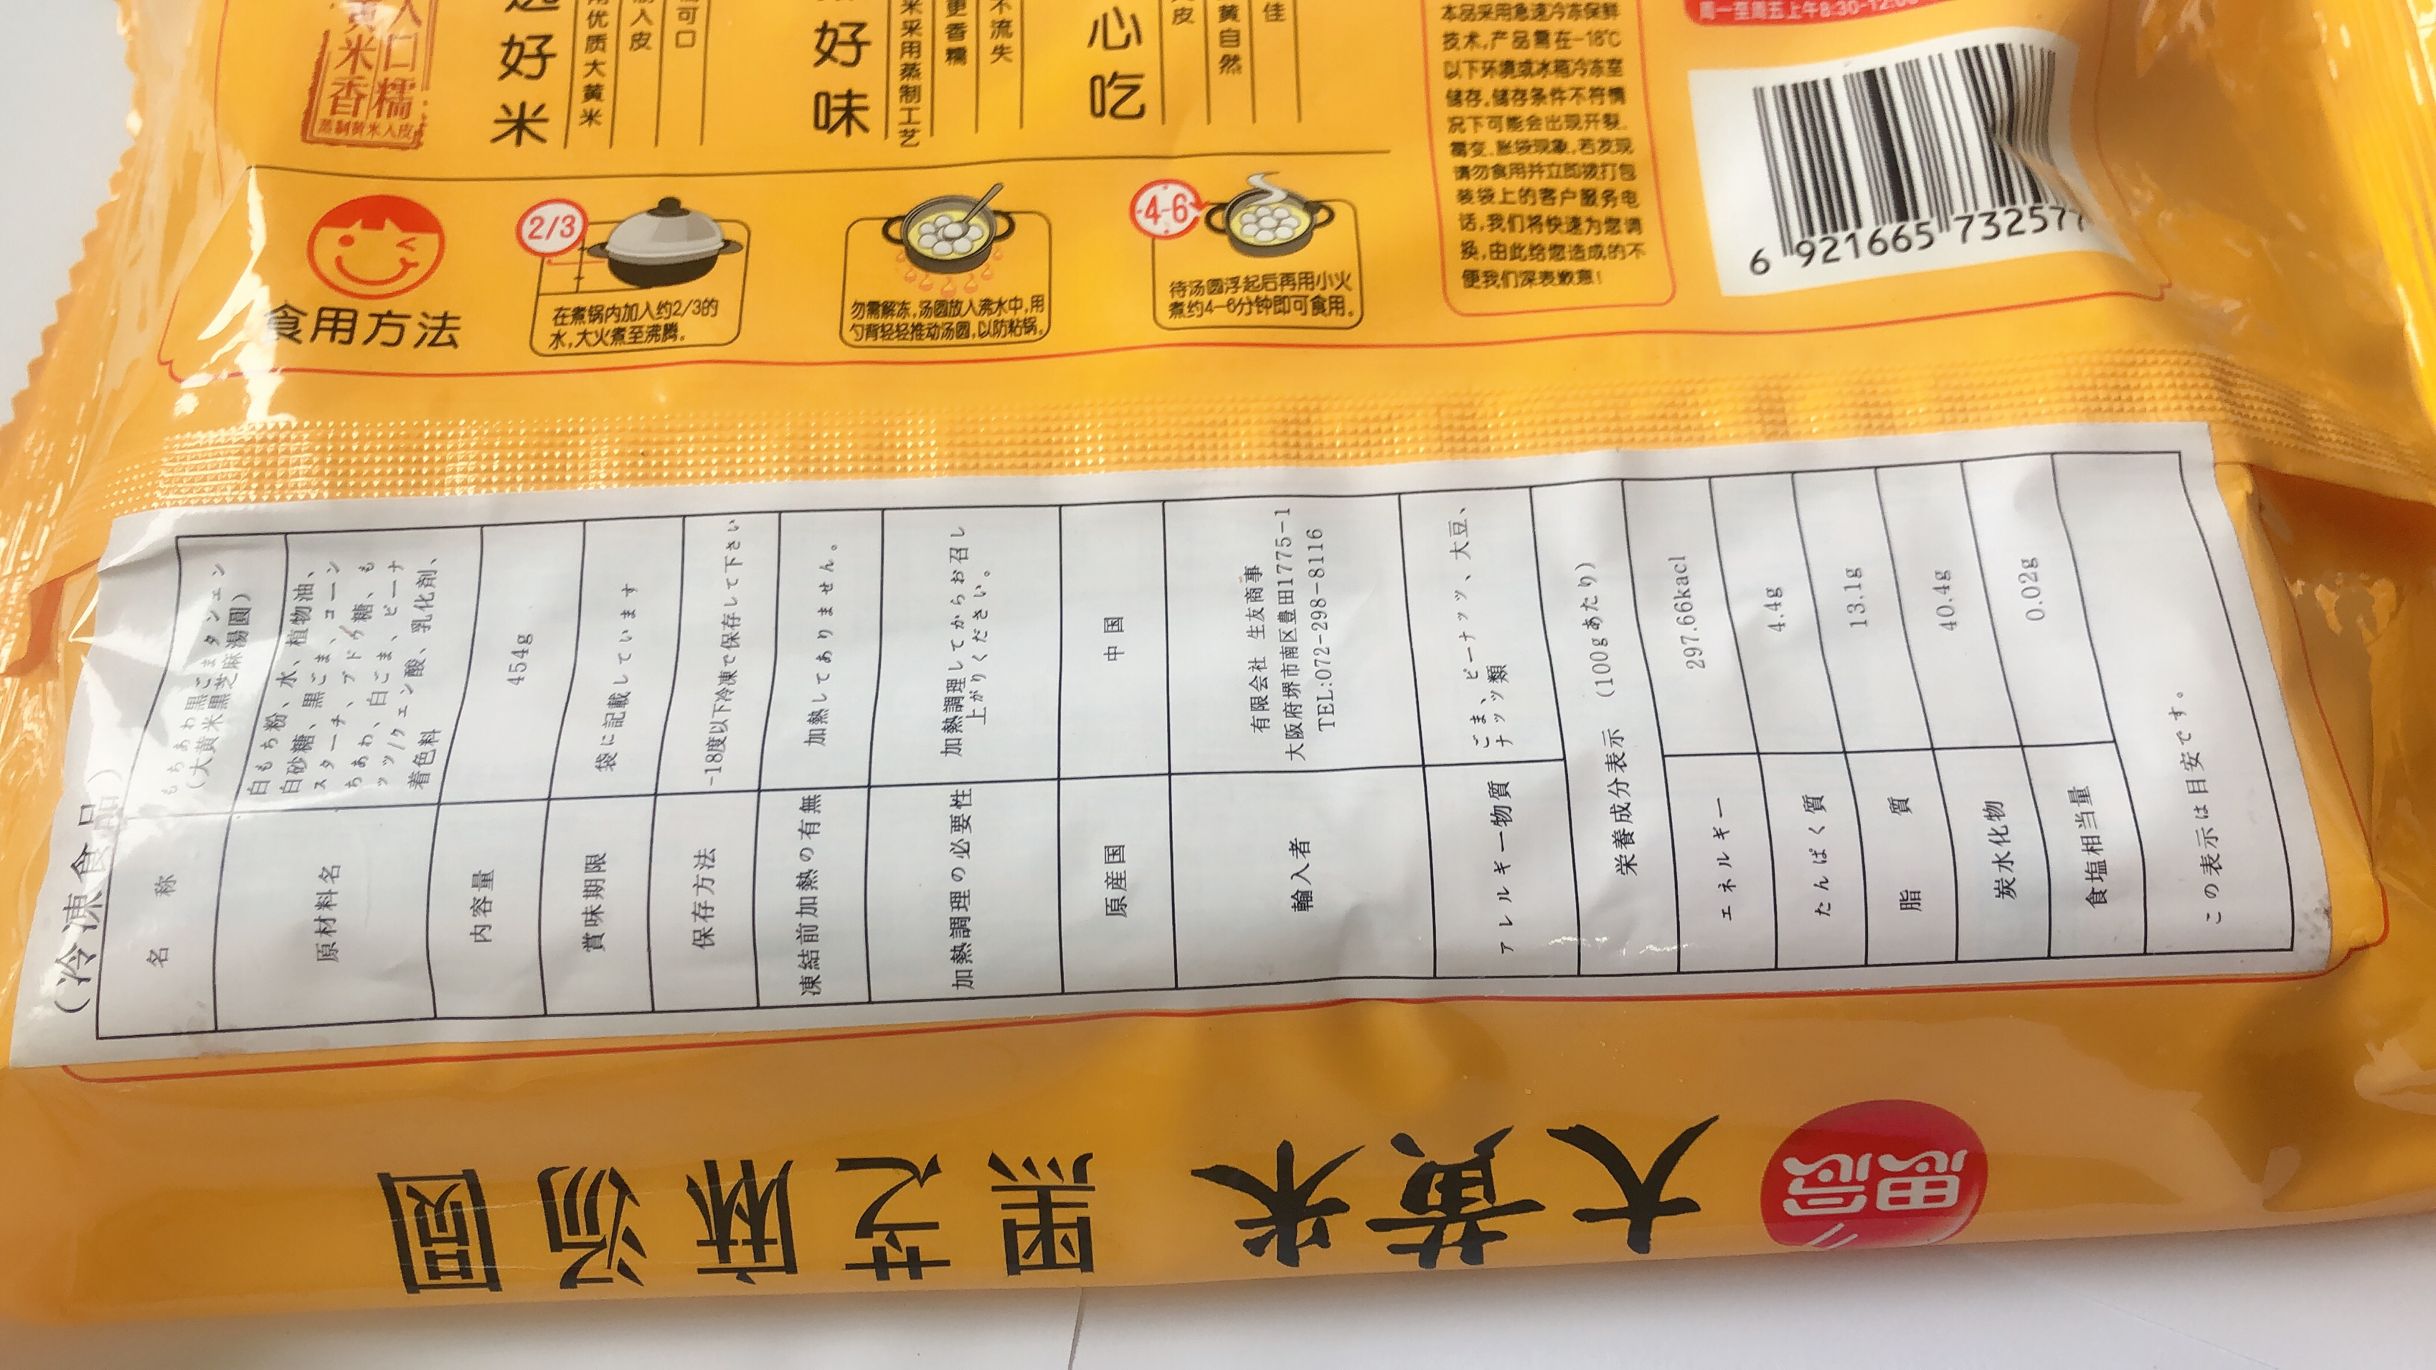 入口糯
黄米香
蒸制黄米入皮
好米
优质大黄米
入皮
可口
好味
米采用蒸制工艺
更香糯
不流失
心吃
皮
黄自然
佳
本品采用急速冷冻保鲜
技术,产品需在-18℃
以下环境或冰箱冷冻室
储存,储存条件不符情
况下可能会出现开裂、
霉变、胀袋现象,若发现
请勿食用并立即拨打包
装袋上的客户服务电
话,我们将快速为您调
换,由此给您造成的不
便我们深表歉意!
周一至周五上午8:30-12:00
6 921665 732577
食用方法
2/3
在煮锅内加入约2/3的
水,大火煮至沸腾。
勿需解冻,汤圆放入沸水中,用
勺背轻轻推动汤圆,以防粘锅。
4-6
待汤圆浮起后再用小火
煮约4-6分钟即可食用。
(冷凍食品)
名 称
もちあわ黒ごまタンェン
(大黄米黒芝麻湯圓)
原材料名
白もち粉、水、植物油、
白砂糖、黒ごま、コーン
スターチ、ブドウ糖、も
ちあわ、白ごま、ピーナ
ッツ/クェン酸、乳化剤、
着色料
内容量
454g
賞味期限
袋に記載しています
保存方法
-18度以下冷凍で保存して下さい
凍結前加熱の有無
加熱してありません。
加熱調理の必要性
加熱調理してからお召し
上がりください。
原産国
中国
輸入者
有限会社 生友商事
大阪府堺市南区豊田1775-1
TEL:072-298-8116
アレルギー物質
ごま、ピーナッツ、大豆、
ナッツ類
栄養成分表示 (100gあたり)
エネルギー
297.66kacl
たんぱく質
4.4g
脂 質
13.1g
炭水化物
40.4g
食塩相当量
0.02g
この表示は目安です。
思念
大黄米
黑芝麻汤圆